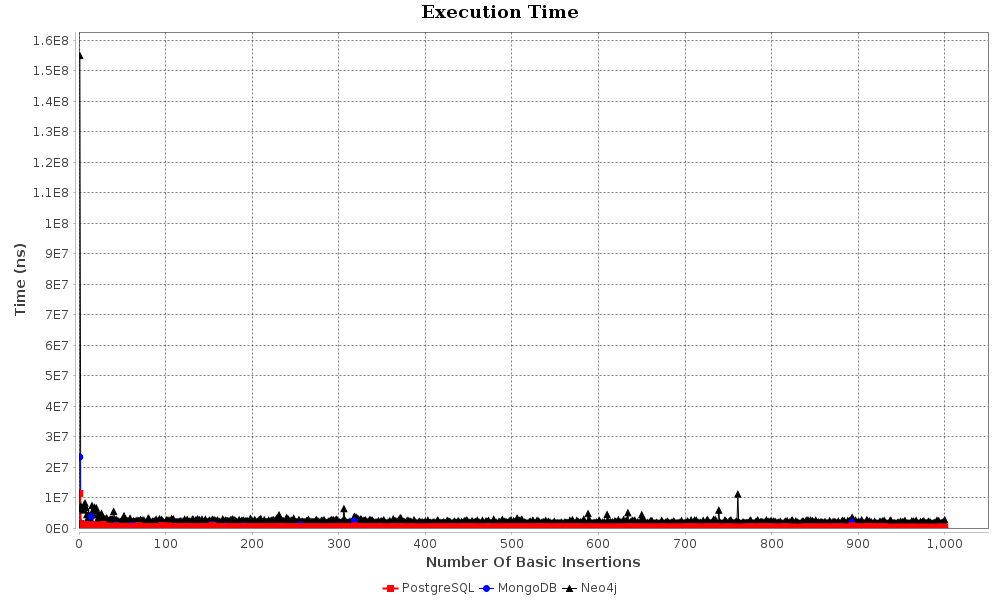 Execution Time
Time (ns)
1.6E8
1.5E8
1.4E8
1.3E8
1.2E8
1.1E8
1E8
9E7
8E7
7E7
6E7
5E7
4E7
3E7
2E7
1E7
0E0
0 100 200 300 400 500 600 700 800 900 1,000
Number Of Basic Insertions
PostgreSQL MongoDB Neo4j